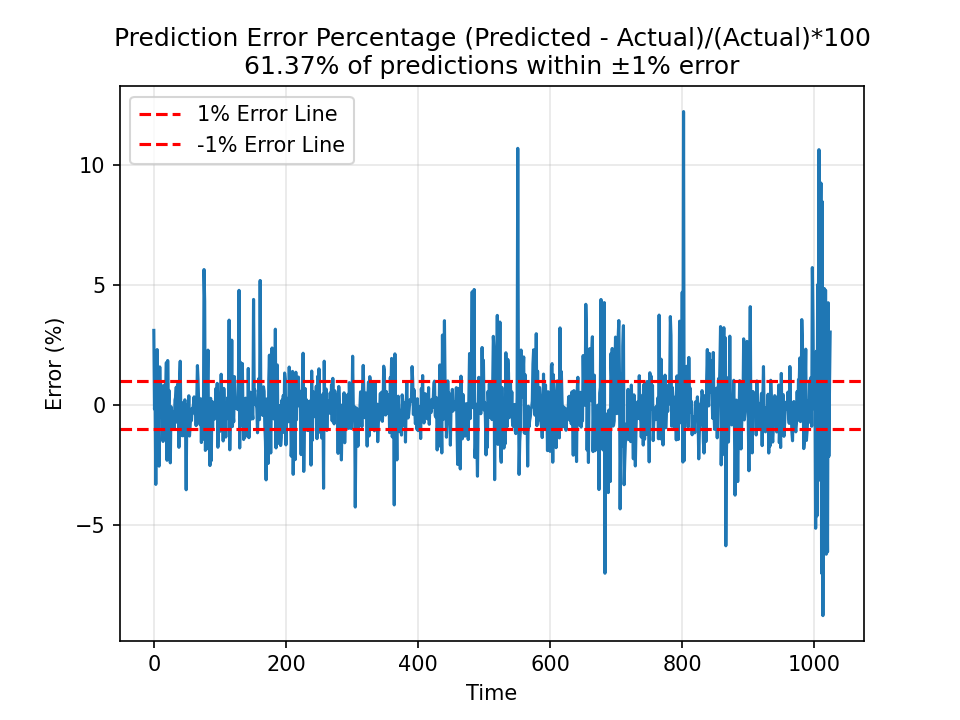 Prediction Error Percentage (Predicted - Actual)/(Actual)*100
61.37% of predictions within ±1% error
1% Error Line
-1% Error Line
10
5
0
−5
Error (%)
0 200 400 600 800 1000
Time